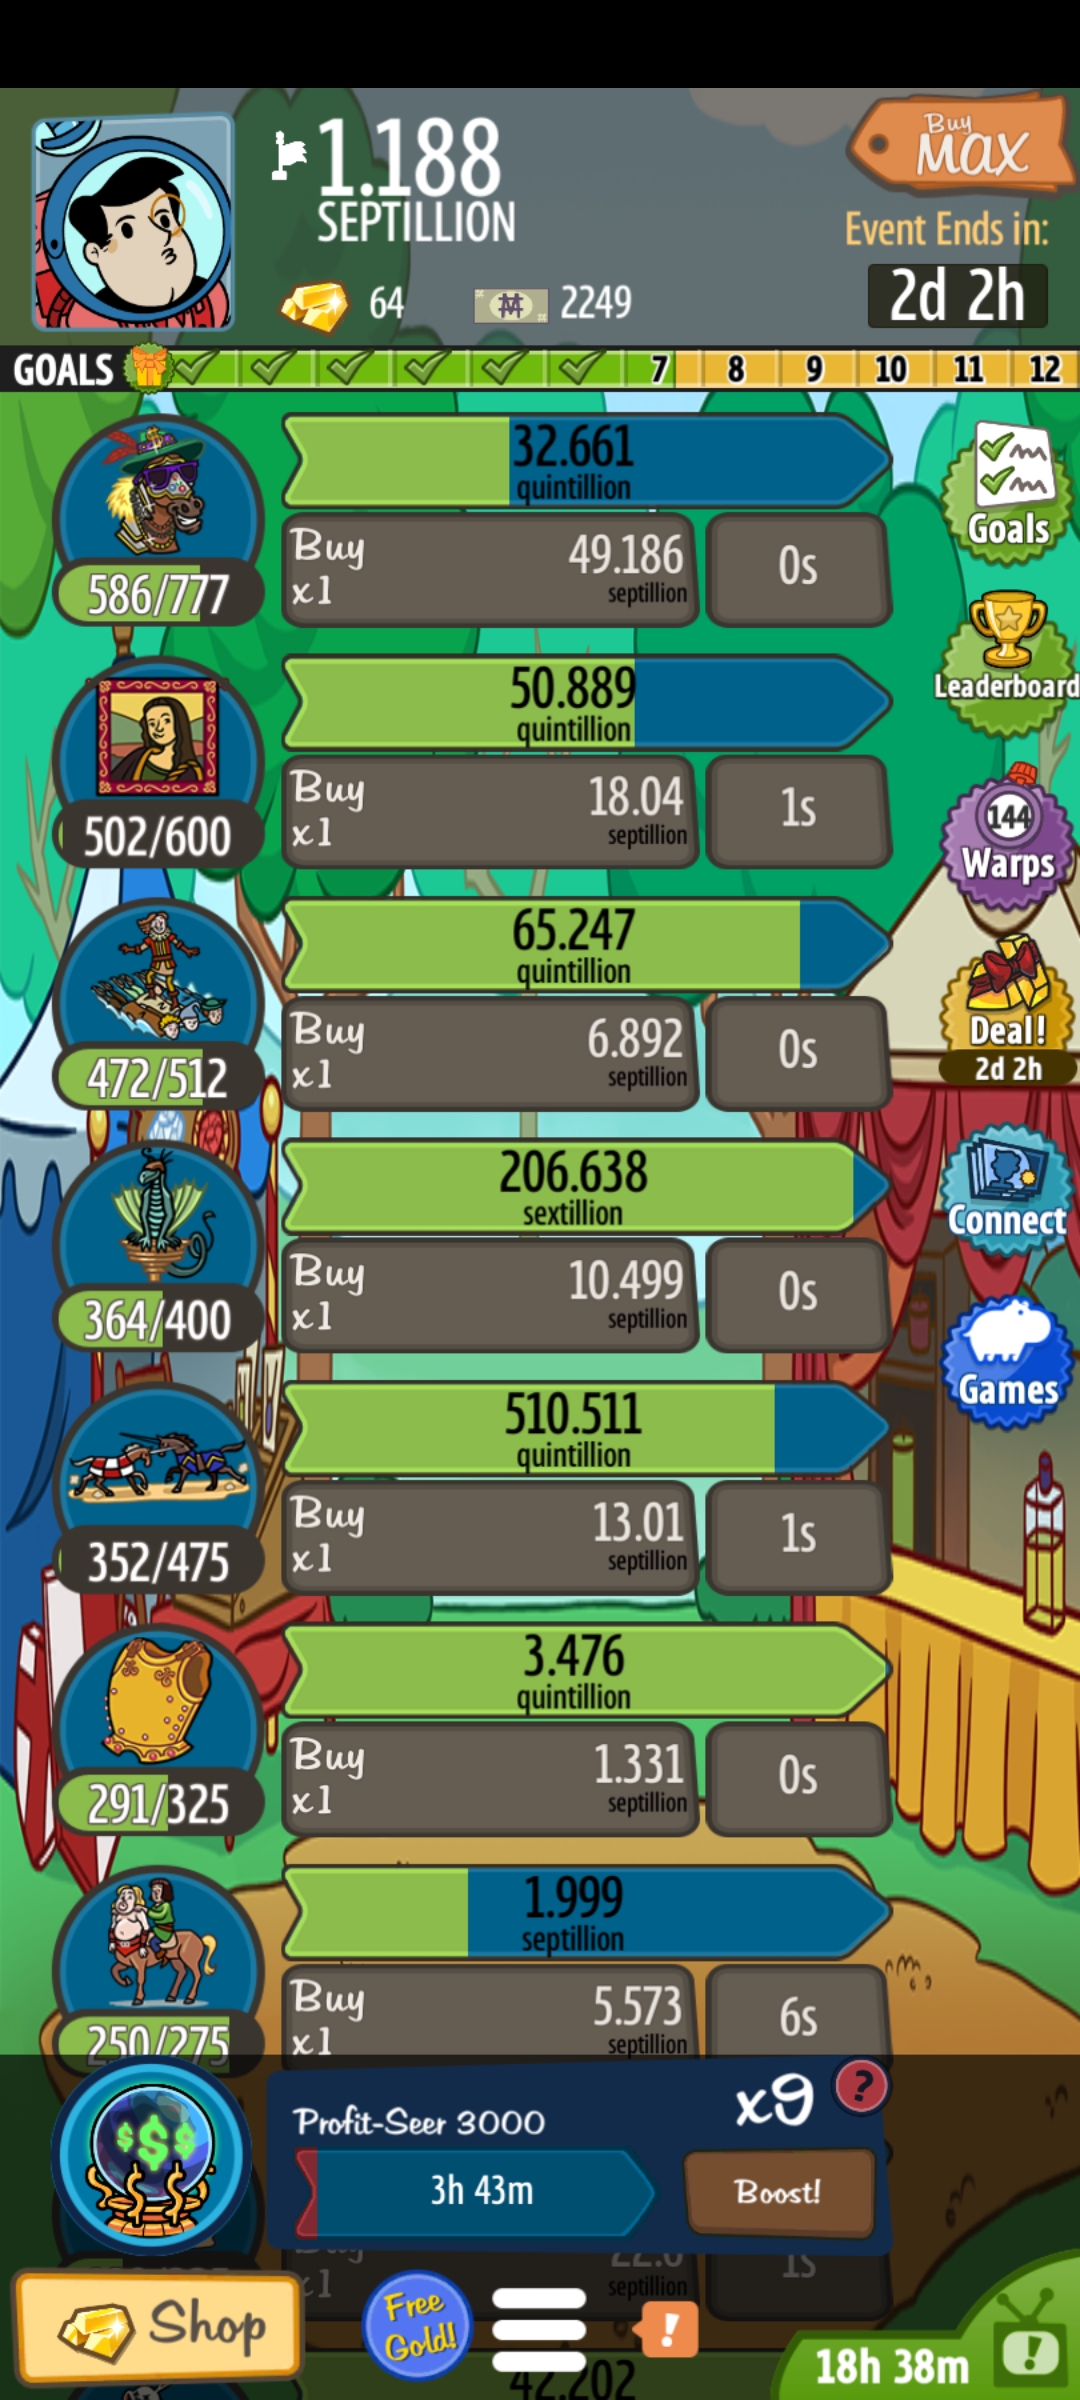 1.188
SEPTILLION
Buy
MAX
Event Ends in:
64
2249
2d 2h
GOALS
7 8 9 10 11 12
32.661
quintillion
Buy
x1
49.186
septillion
0s
586/777
Goals
50.889
quintillion
Buy
x1
18.04
septillion
1s
502/600
Leaderboard
65.247
quintillion
Buy
x1
6.892
septillion
0s
472/512
144
Warps
Deal!
2d 2h
206.638
sextillion
Buy
x1
10.499
septillion
0s
364/400
Connect
Games
510.511
quintillion
Buy
x1
13.01
septillion
1s
352/475
3.476
quintillion
Buy
x1
1.331
septillion
0s
291/325
1.999
septillion
Buy
x1
5.573
septillion
6s
250/275
$$$
Profit-Seer 3000
x9
?
3h 43m
Boost!
x1
septillion
1s
Shop
Free
Gold!
!
18h 38m
!
42.202